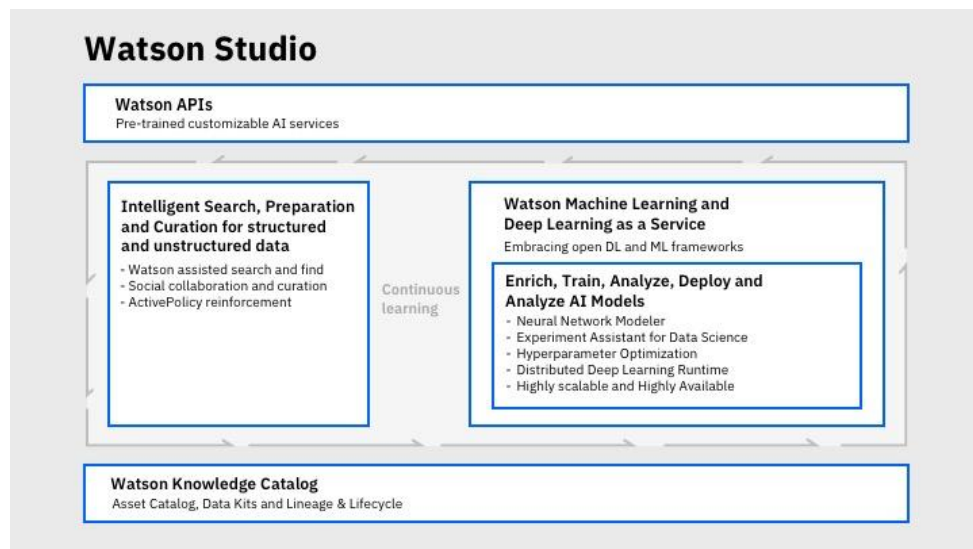 Watson Studio
Watson APIs
Pre-trained customizable AI services
Intelligent Search, Preparation
and Curation for structured
and unstructured data
- Watson assisted search and find
- Social collaboration and curation
- ActivePolicy reinforcement
Continuous
learning
Watson Machine Learning and
Deep Learning as a Service
Embracing open DL and ML frameworks
Enrich, Train, Analyze, Deploy and
Analyze AI Models
- Neural Network Modeler
- Experiment Assistant for Data Science
- Hyperparameter Optimization
- Distributed Deep Learning Runtime
- Highly scalable and Highly Available
Watson Knowledge Catalog
Asset Catalog, Data Kits and Lineage & Lifecycle